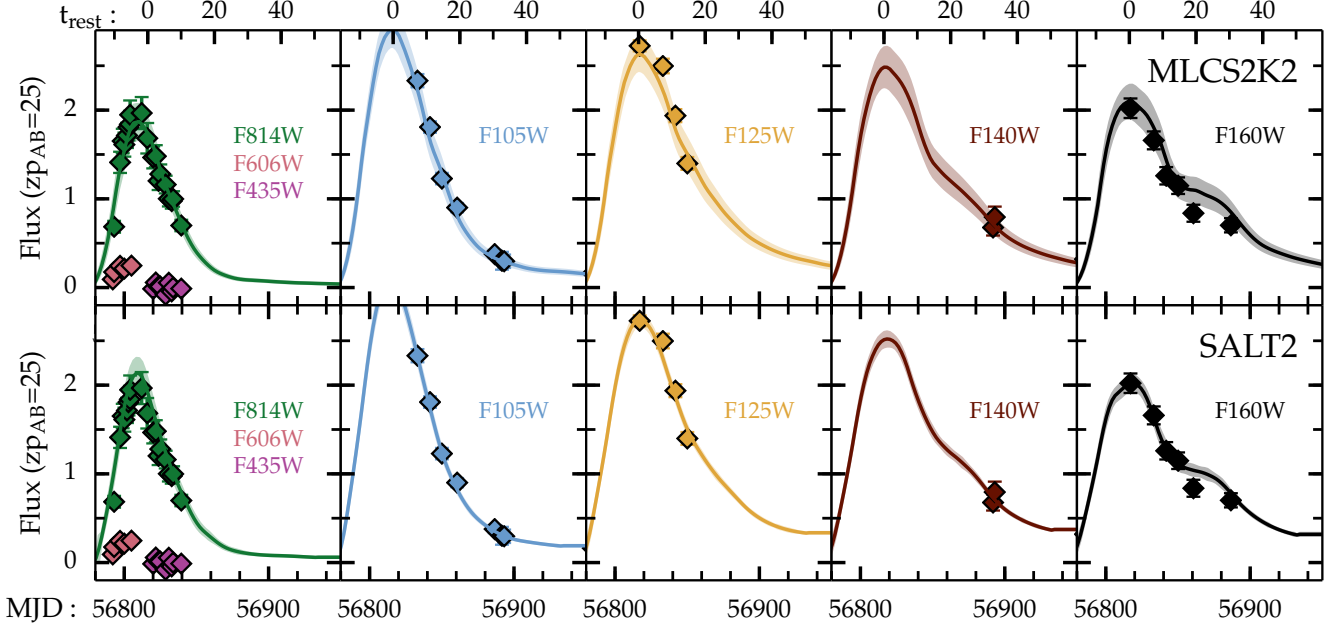 t_rest : 0 20 40 0 20 40 0 20 40 0 20 40 0 20 40
MLCS2K2
2
1
0
Flux (zp_AB=25)
F814W
F606W
F435W
F105W
F125W
F140W
F160W
SALT2
2
1
0
Flux (zp_AB=25)
F814W
F606W
F435W
F105W
F125W
F140W
F160W
MJD : 56800 56900 56800 56900 56800 56900 56800 56900 56800 56900